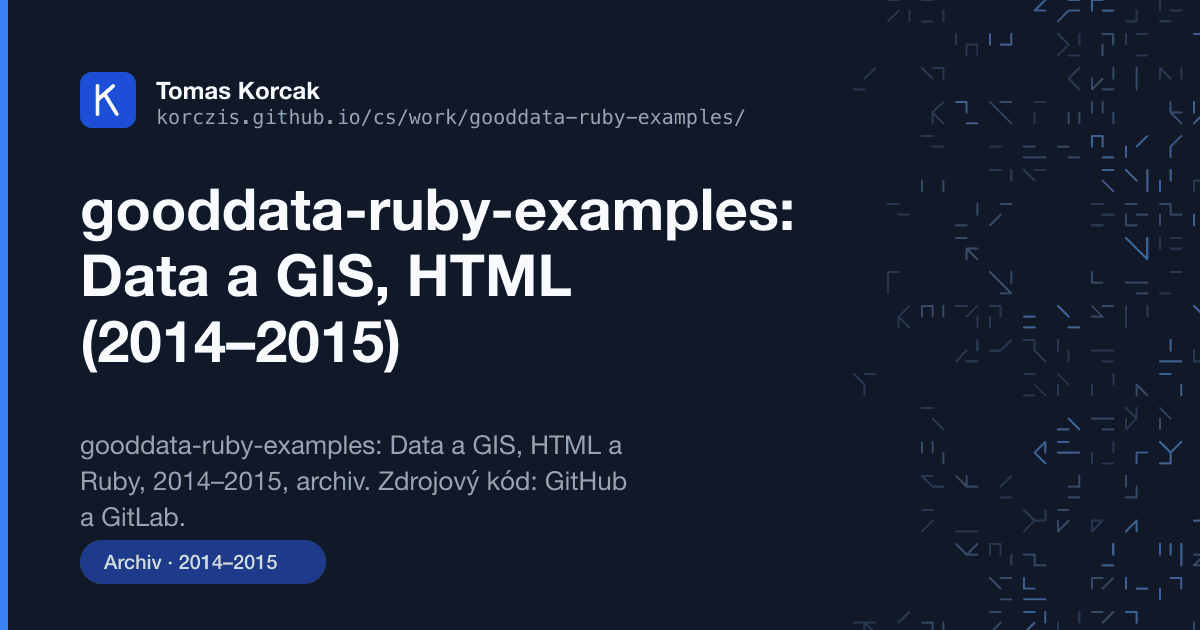 K
Tomas Korcak
korczis.github.io/cs/work/gooddata-ruby-examples/
gooddata-ruby-examples:
Data a GIS, HTML
(2014–2015)
gooddata-ruby-examples: Data a GIS, HTML a
Ruby, 2014–2015, archiv. Zdrojový kód: GitHub
a GitLab.
Archiv · 2014–2015